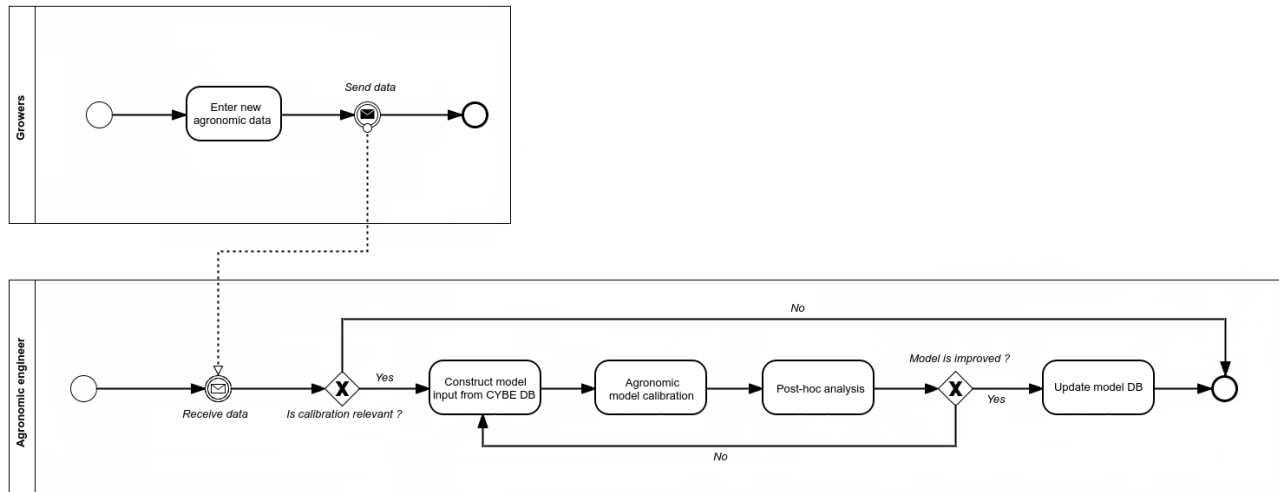 Growers
Send data
Enter new
agronomic data
Agronomic engineer
No
Model is improved ?
Yes
Construct model
input from CYBE DB
Agronomic
model calibration
Post-hoc analysis
Update model DB
Yes
Receive data
Is calibration relevant ?
No